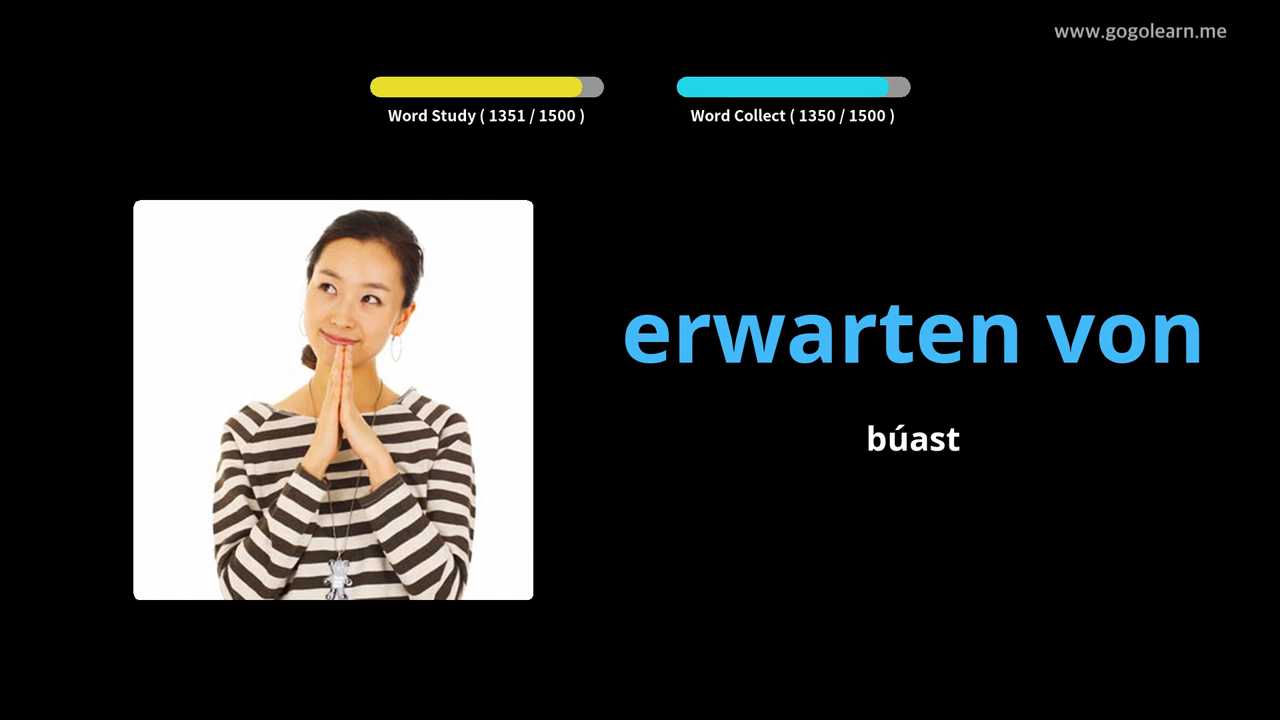 www.gogolearn.me
Word Study ( 1351 / 1500 )
Word Collect ( 1350 / 1500 )
erwarten von
búast